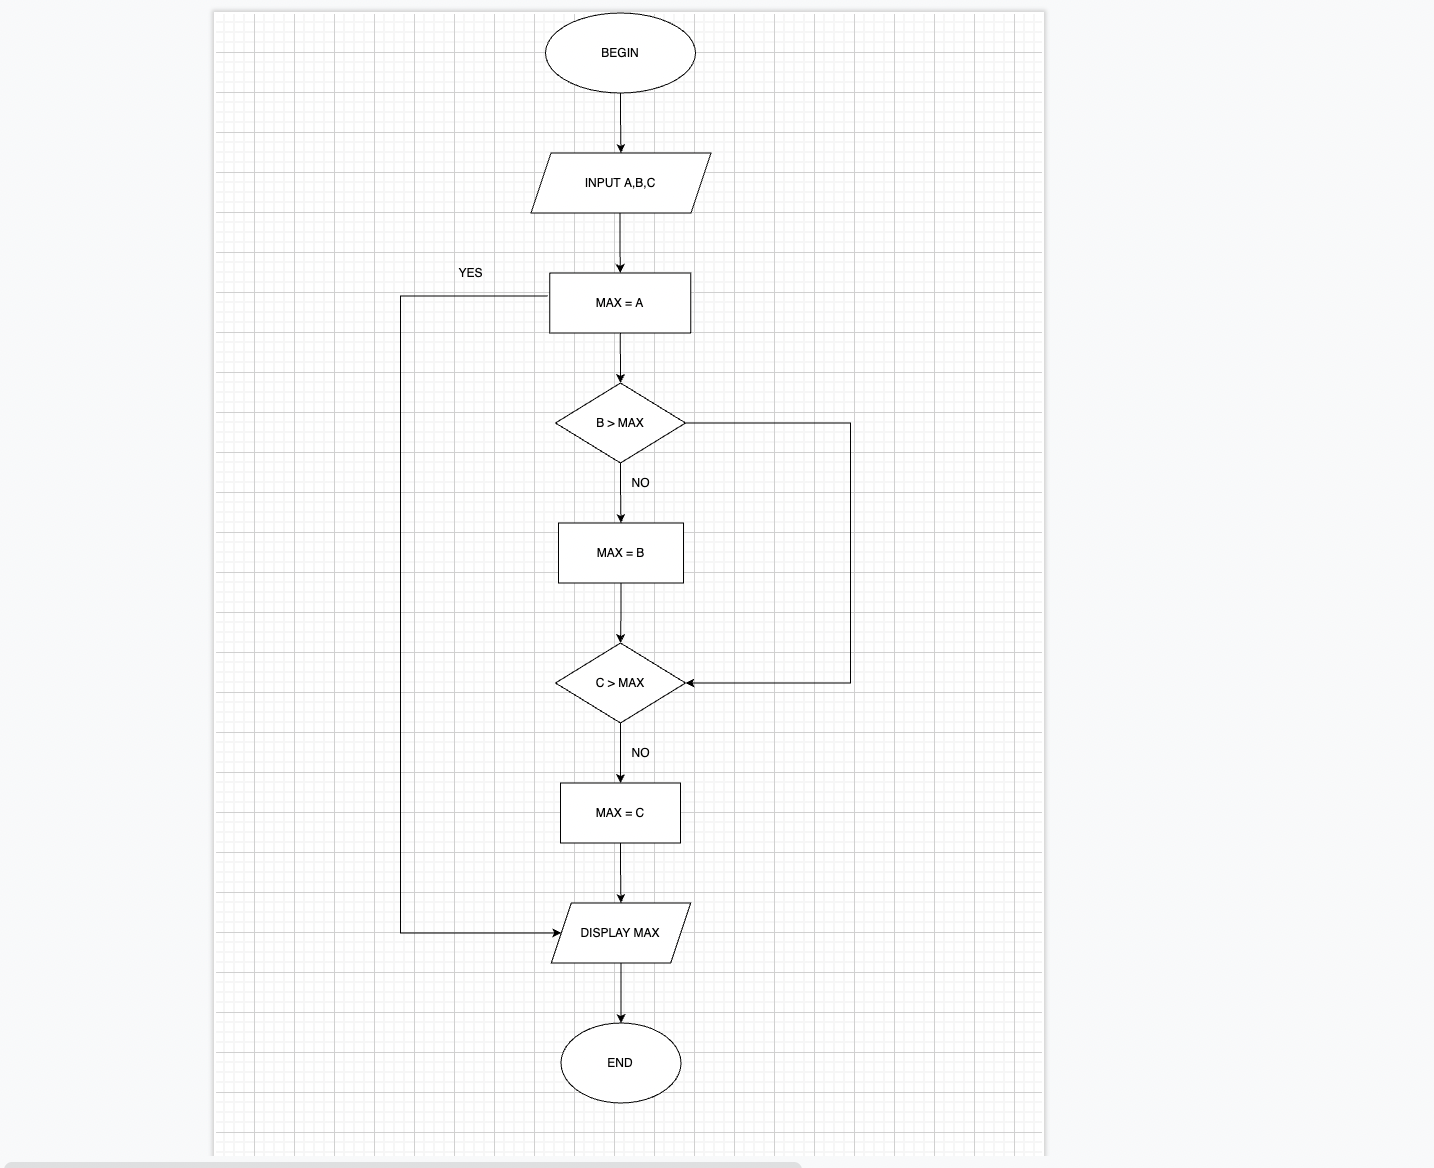 BEGIN
INPUT A,B,C
YES
MAX = A
B > MAX
NO
MAX = B
C > MAX
NO
MAX = C
DISPLAY MAX
END